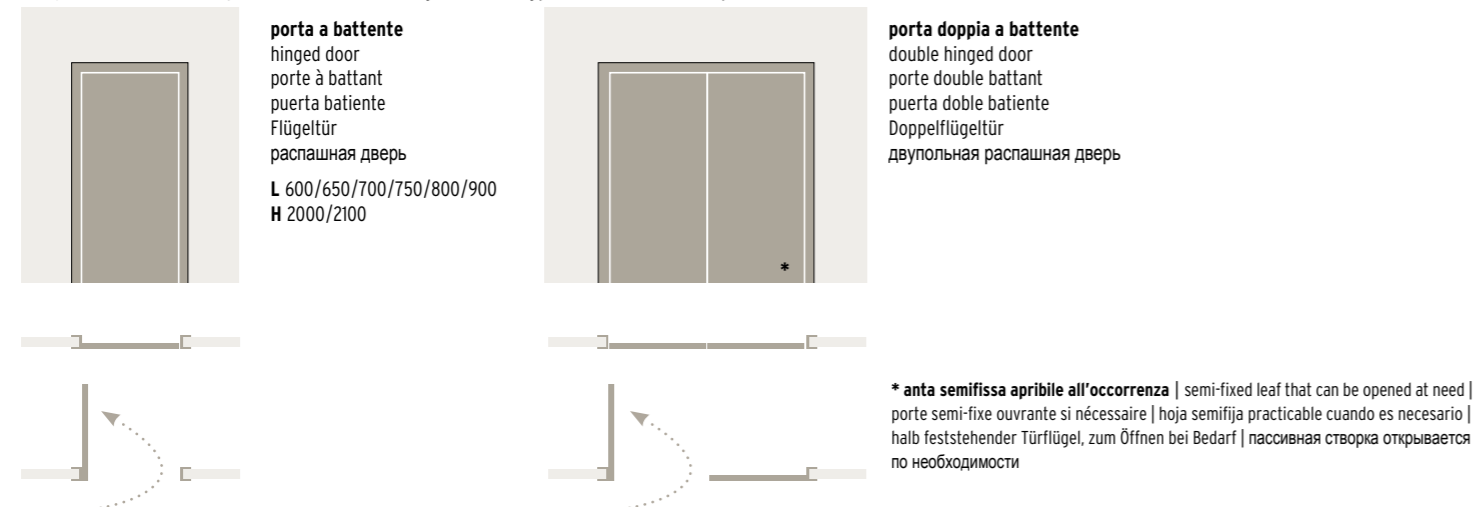 porta a battente
hinged door
porte à battant
puerta batiente
Flügeltür
распашная дверь
L 600/650/700/750/800/900
H 2000/2100
porta doppia a battente
double hinged door
porte double battant
puerta doble batiente
Doppelflügeltür
двупольная распашная дверь
*
* anta semifissa apribile all'occorrenza | semi-fixed leaf that can be opened at need |
porte semi-fixe ouvrante si nécessaire | hoja semifija practicable cuando es necesario |
halb feststehender Türflügel, zum Öffnen bei Bedarf | пассивная створка открывается
по необходимости